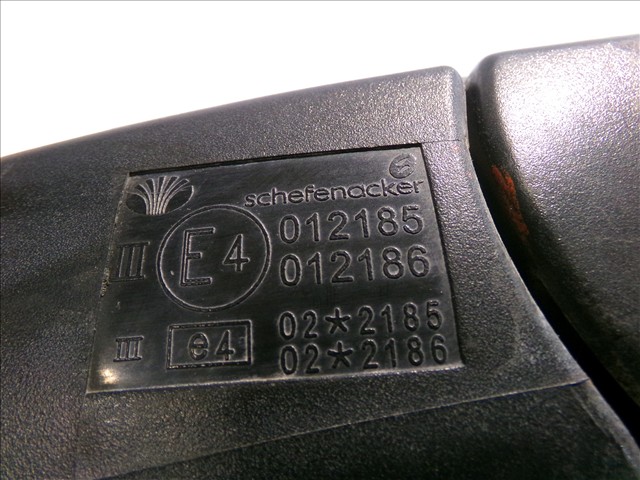 schefenacker
III E4 012185
012186
III e4 02*2185
02*2186